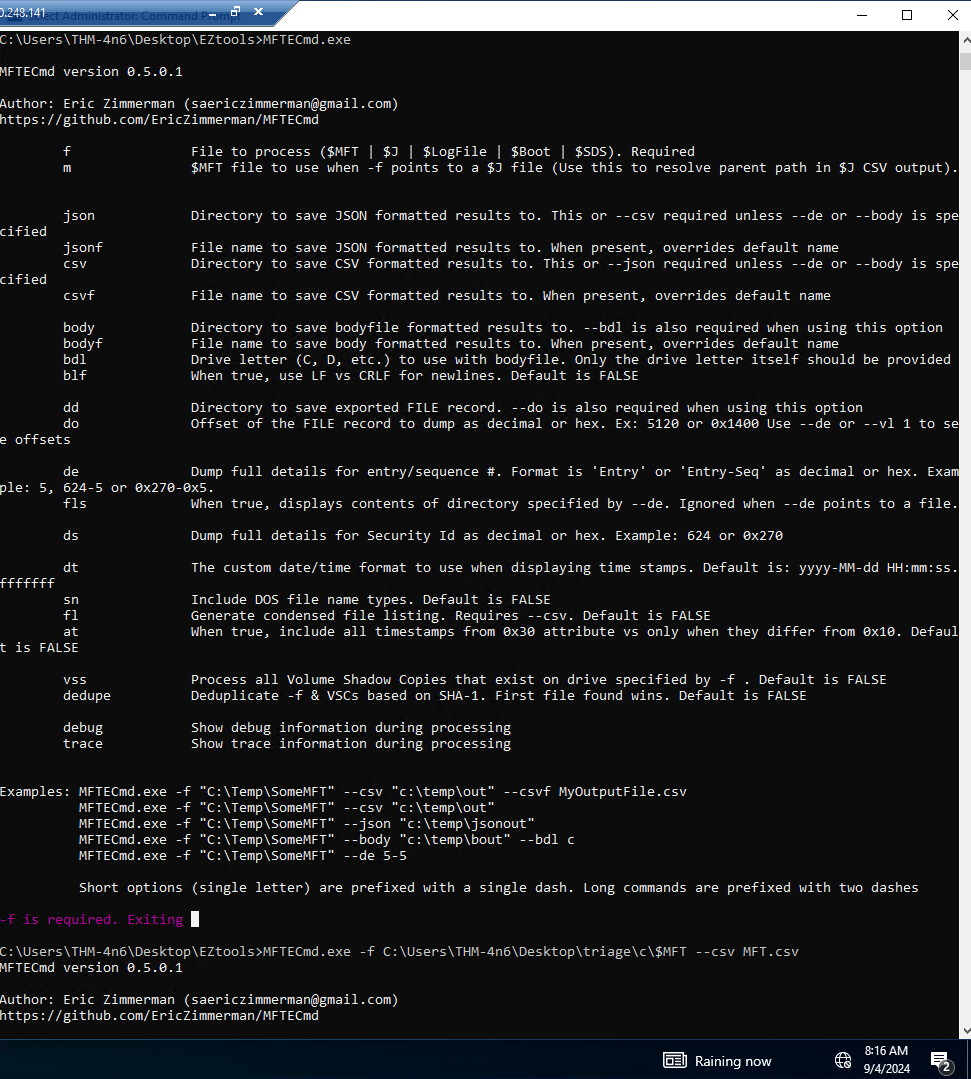 0.248.141
Select Administrator: Command Prompt
C:\Users\THM-4n6\Desktop\EZtools>MFTECmd.exe
MFTECmd version 0.5.0.1
Author: Eric Zimmerman (saericzimmerman@gmail.com)
https://github.com/EricZimmerman/MFTECmd
f File to process ($MFT | $J | $LogFile | $Boot | $SDS). Required
m $MFT file to use when -f points to a $J file (Use this to resolve parent path in $J CSV output).
json Directory to save JSON formatted results to. This or --csv required unless --de or --body is spe
cified
jsonf File name to save JSON formatted results to. When present, overrides default name
csv Directory to save CSV formatted results to. This or --json required unless --de or --body is spe
cified
csvf File name to save CSV formatted results to. When present, overrides default name
body Directory to save bodyfile formatted results to. --bdl is also required when using this option
bodyf File name to save body formatted results to. When present, overrides default name
bdl Drive letter (C, D, etc.) to use with bodyfile. Only the drive letter itself should be provided
blf When true, use LF vs CRLF for newlines. Default is FALSE
dd Directory to save exported FILE record. --do is also required when using this option
do Offset of the FILE record to dump as decimal or hex. Ex: 5120 or 0x1400 Use --de or --vl 1 to se
e offsets
de Dump full details for entry/sequence #. Format is 'Entry' or 'Entry-Seq' as decimal or hex. Exam
ple: 5, 624-5 or 0x270-0x5.
fls When true, displays contents of directory specified by --de. Ignored when --de points to a file.
ds Dump full details for Security Id as decimal or hex. Example: 624 or 0x270
dt The custom date/time format to use when displaying time stamps. Default is: yyyy-MM-dd HH:mm:ss.
fffffff
sn Include DOS file name types. Default is FALSE
fl Generate condensed file listing. Requires --csv. Default is FALSE
at When true, include all timestamps from 0x30 attribute vs only when they differ from 0x10. Defaul
t is FALSE
vss Process all Volume Shadow Copies that exist on drive specified by -f . Default is FALSE
dedupe Deduplicate -f & VSCs based on SHA-1. First file found wins. Default is FALSE
debug Show debug information during processing
trace Show trace information during processing
Examples: MFTECmd.exe -f "C:\Temp\SomeMFT" --csv "c:\temp\out" --csvf MyOutputFile.csv
MFTECmd.exe -f "C:\Temp\SomeMFT" --csv "c:\temp\out"
MFTECmd.exe -f "C:\Temp\SomeMFT" --json "c:\temp\jsonout"
MFTECmd.exe -f "C:\Temp\SomeMFT" --body "c:\temp\bout" --bdl c
MFTECmd.exe -f "C:\Temp\SomeMFT" --de 5-5
Short options (single letter) are prefixed with a single dash. Long commands are prefixed with two dashes
-f is required. Exiting
C:\Users\THM-4n6\Desktop\EZtools>MFTECmd.exe -f C:\Users\THM-4n6\Desktop\triage\c\$MFT --csv MFT.csv
MFTECmd version 0.5.0.1
Author: Eric Zimmerman (saericzimmerman@gmail.com)
https://github.com/EricZimmerman/MFTECmd
Raining now
8:16 AM
9/4/2024
2